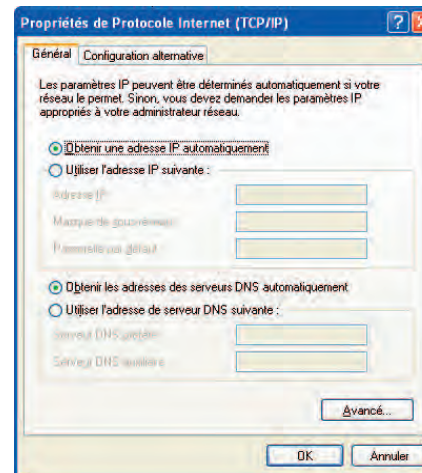 Propriétés de Protocole Internet (TCP/IP)
Général
Configuration alternative
Les paramètres IP peuvent être déterminés automatiquement si votre
réseau le permet. Sinon, vous devez demander les paramètres IP
appropriés à votre administrateur réseau.
Obtenir une adresse IP automatiquement
Utiliser l'adresse IP suivante :
Adresse IP :
Masque de sous-réseau :
Passerelle par défaut :
Obtenir les adresses des serveurs DNS automatiquement
Utiliser l'adresse de serveur DNS suivante :
Serveur DNS préféré :
Serveur DNS auxiliaire :
Avancé...
OK
Annuler